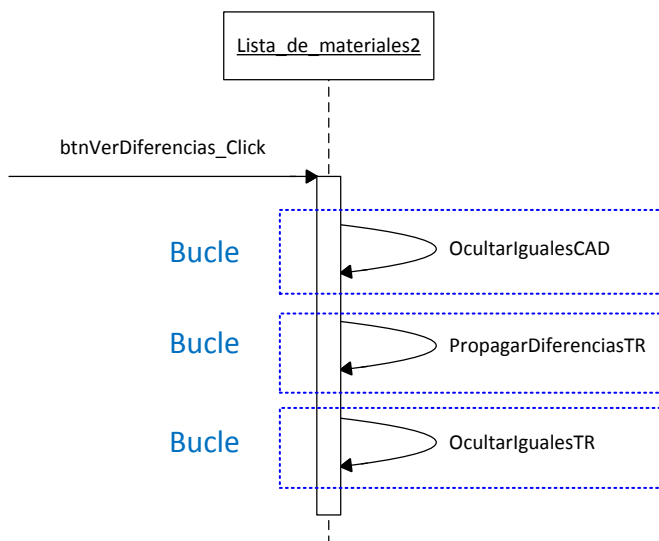 Lista_de_materiales2
btnVerDiferencias_Click
Bucle
OcultarIgualesCAD
Bucle
PropagarDiferenciasTR
Bucle
OcultarIgualesTR